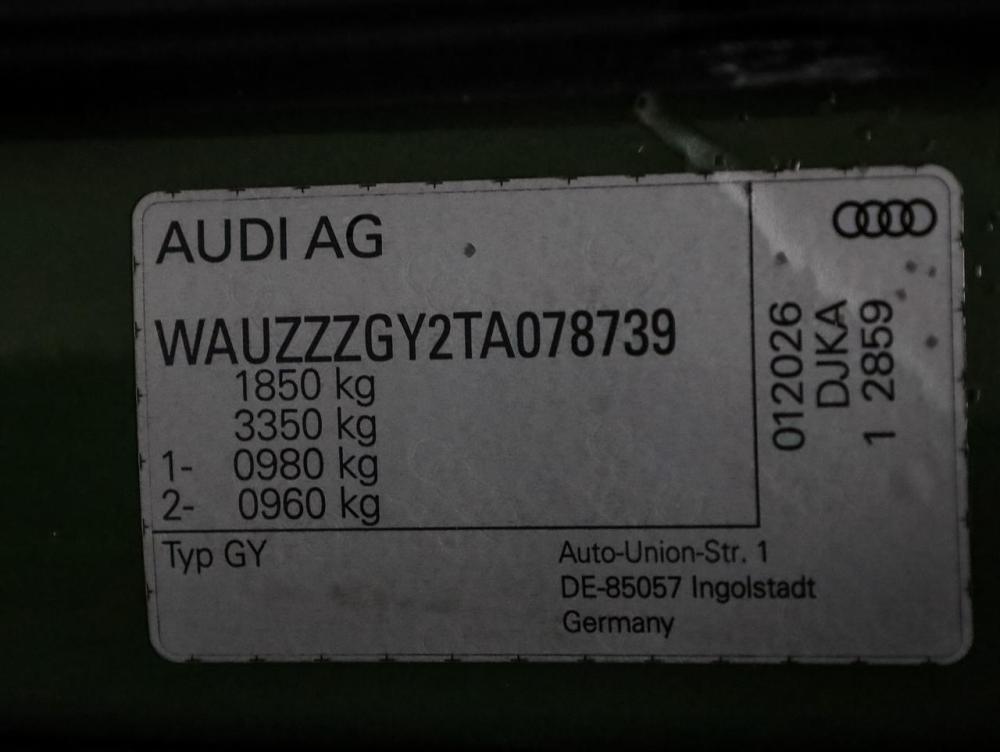 AUDI AG
WAUZZZGY2TA078739
1850 kg
3350 kg
1- 0980 kg
2- 0960 kg
Typ GY
Auto-Union-Str. 1
DE-85057 Ingolstadt
Germany
012026
DJKA
1 2859